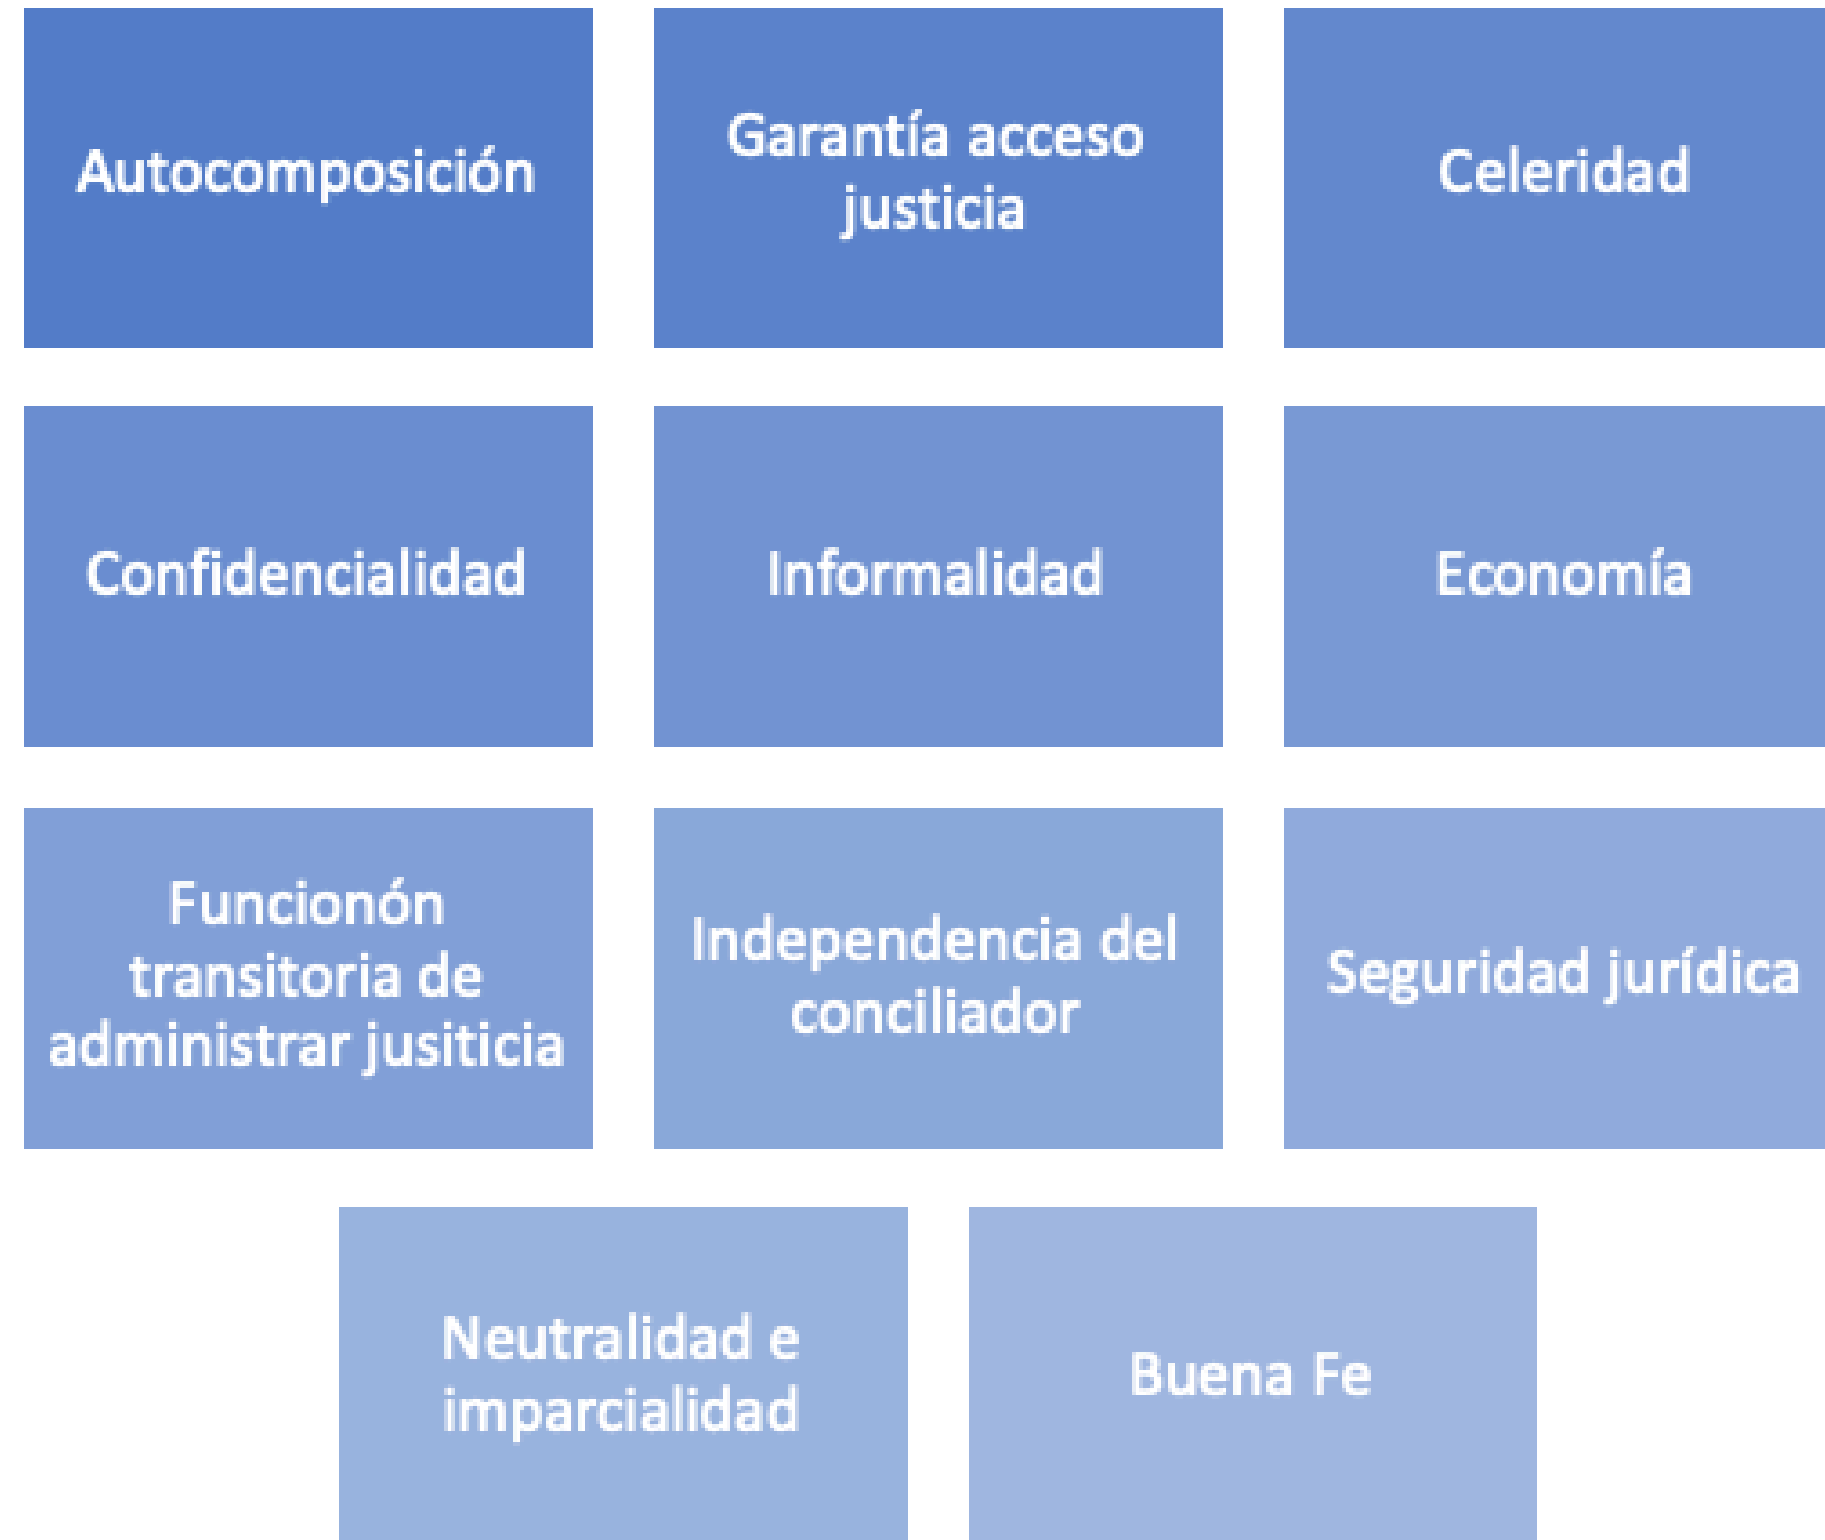 Autocomposición
Garantía acceso
justicia
Celeridad
Confidencialidad
Informalidad
Economía
Funcionón
transitoria de
administrar jusiticia
Independencia del
conciliador
Seguridad jurídica
Neutralidad e
imparcialidad
Buena Fe